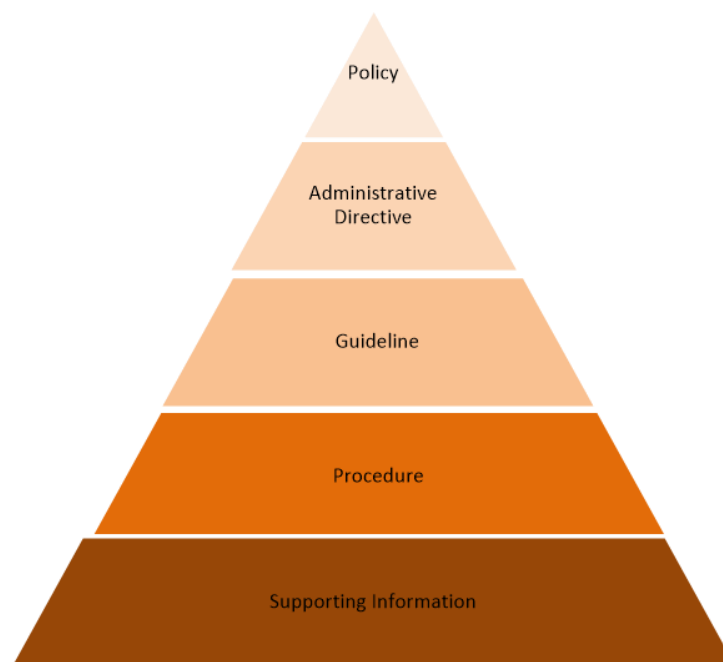 Policy
Administrative
Directive
Guideline
Procedure
Supporting Information